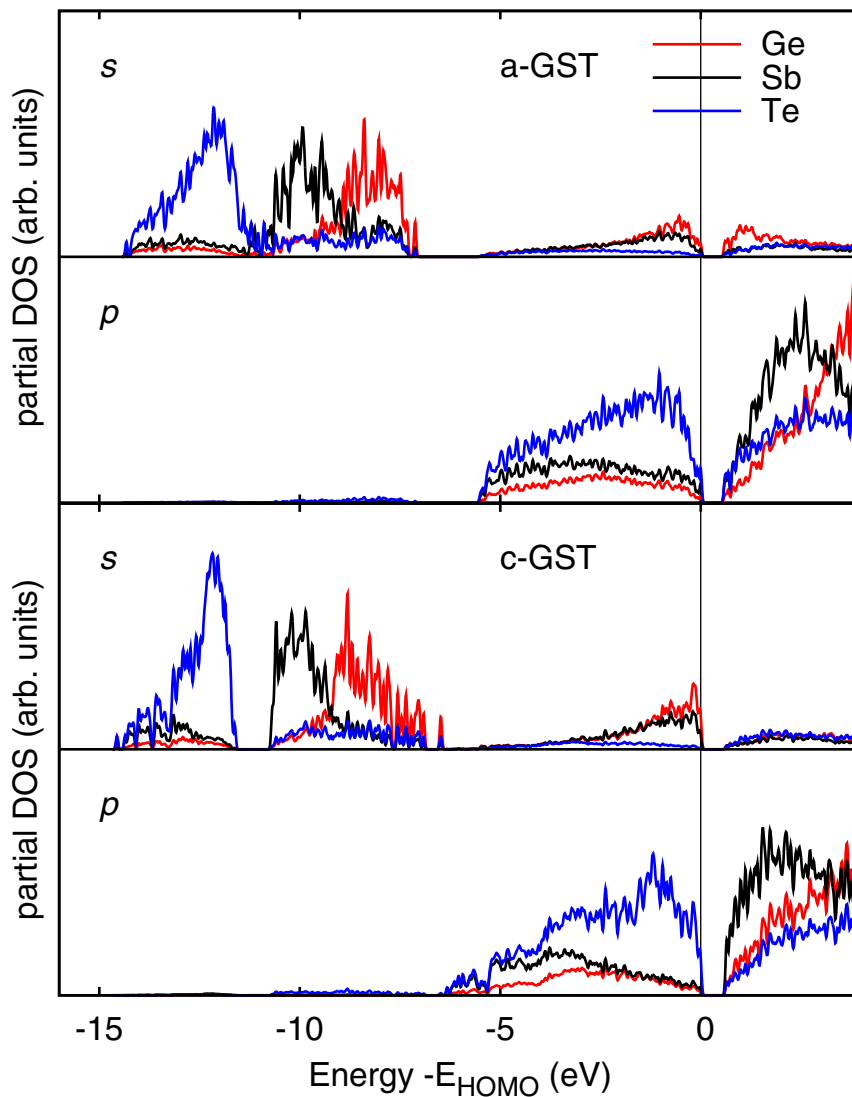 s
a-GST
Ge
Sb
Te
partial DOS (arb. units)
p
s
c-GST
partial DOS (arb. units)
p
-15 -10 -5 0
Energy -E_HOMO (eV)